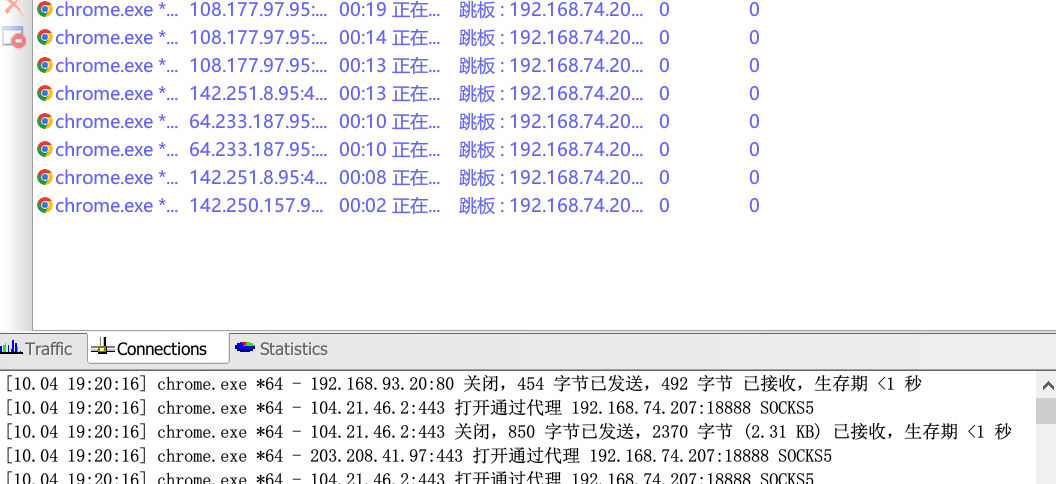 chrome.exe *... 108.177.97.95:... 00:19 正在... 跳板 : 192.168.74.20... 0 0
chrome.exe *... 108.177.97.95:... 00:14 正在... 跳板 : 192.168.74.20... 0 0
chrome.exe *... 108.177.97.95:... 00:13 正在... 跳板 : 192.168.74.20... 0 0
chrome.exe *... 142.251.8.95:4... 00:13 正在... 跳板 : 192.168.74.20... 0 0
chrome.exe *... 64.233.187.95:... 00:10 正在... 跳板 : 192.168.74.20... 0 0
chrome.exe *... 64.233.187.95:... 00:10 正在... 跳板 : 192.168.74.20... 0 0
chrome.exe *... 142.251.8.95:4... 00:08 正在... 跳板 : 192.168.74.20... 0 0
chrome.exe *... 142.250.157.9... 00:02 正在... 跳板 : 192.168.74.20... 0 0
Traffic Connections Statistics
[10.04 19:20:16] chrome.exe *64 - 192.168.93.20:80 关闭，454 字节已发送，492 字节 已接收，生存期 <1 秒
[10.04 19:20:16] chrome.exe *64 - 104.21.46.2:443 打开通过代理 192.168.74.207:18888 SOCKS5
[10.04 19:20:16] chrome.exe *64 - 104.21.46.2:443 关闭，850 字节已发送，2370 字节 (2.31 KB) 已接收，生存期 <1 秒
[10.04 19:20:16] chrome.exe *64 - 203.208.41.97:443 打开通过代理 192.168.74.207:18888 SOCKS5
[10.04 19:20:16] chrome.exe *64 - 104.21.46.2:443 打开通过代理 192.168.74.207:18888 SOCKS5